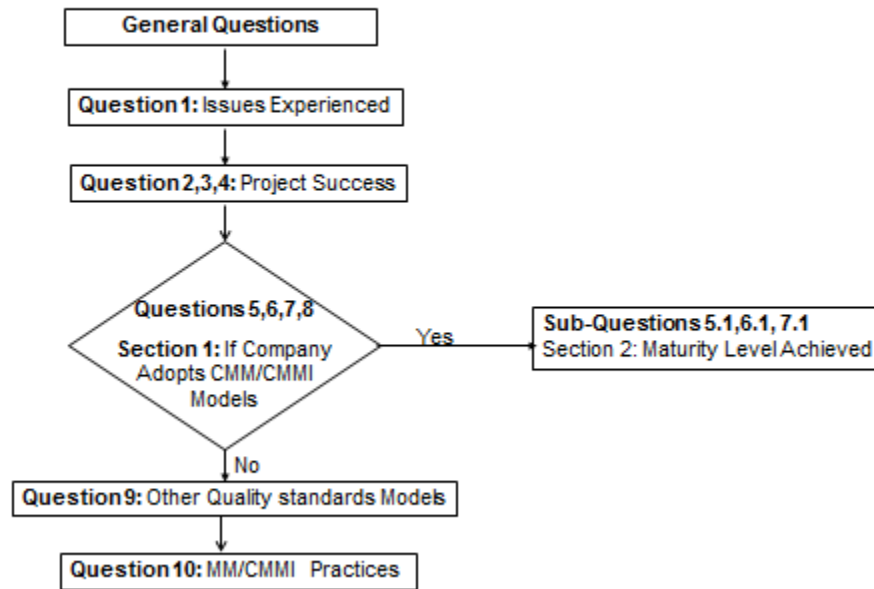 General Questions
Question 1: Issues Experienced
Question 2,3,4: Project Success
Questions 5,6,7,8
Section 1: If Company
Adopts CMM/CMMI
Models
Yes
Sub-Questions 5.1,6.1, 7.1
Section 2: Maturity Level Achieved
No
Question 9: Other Quality standards Models
Question 10: MM/CMMI Practices